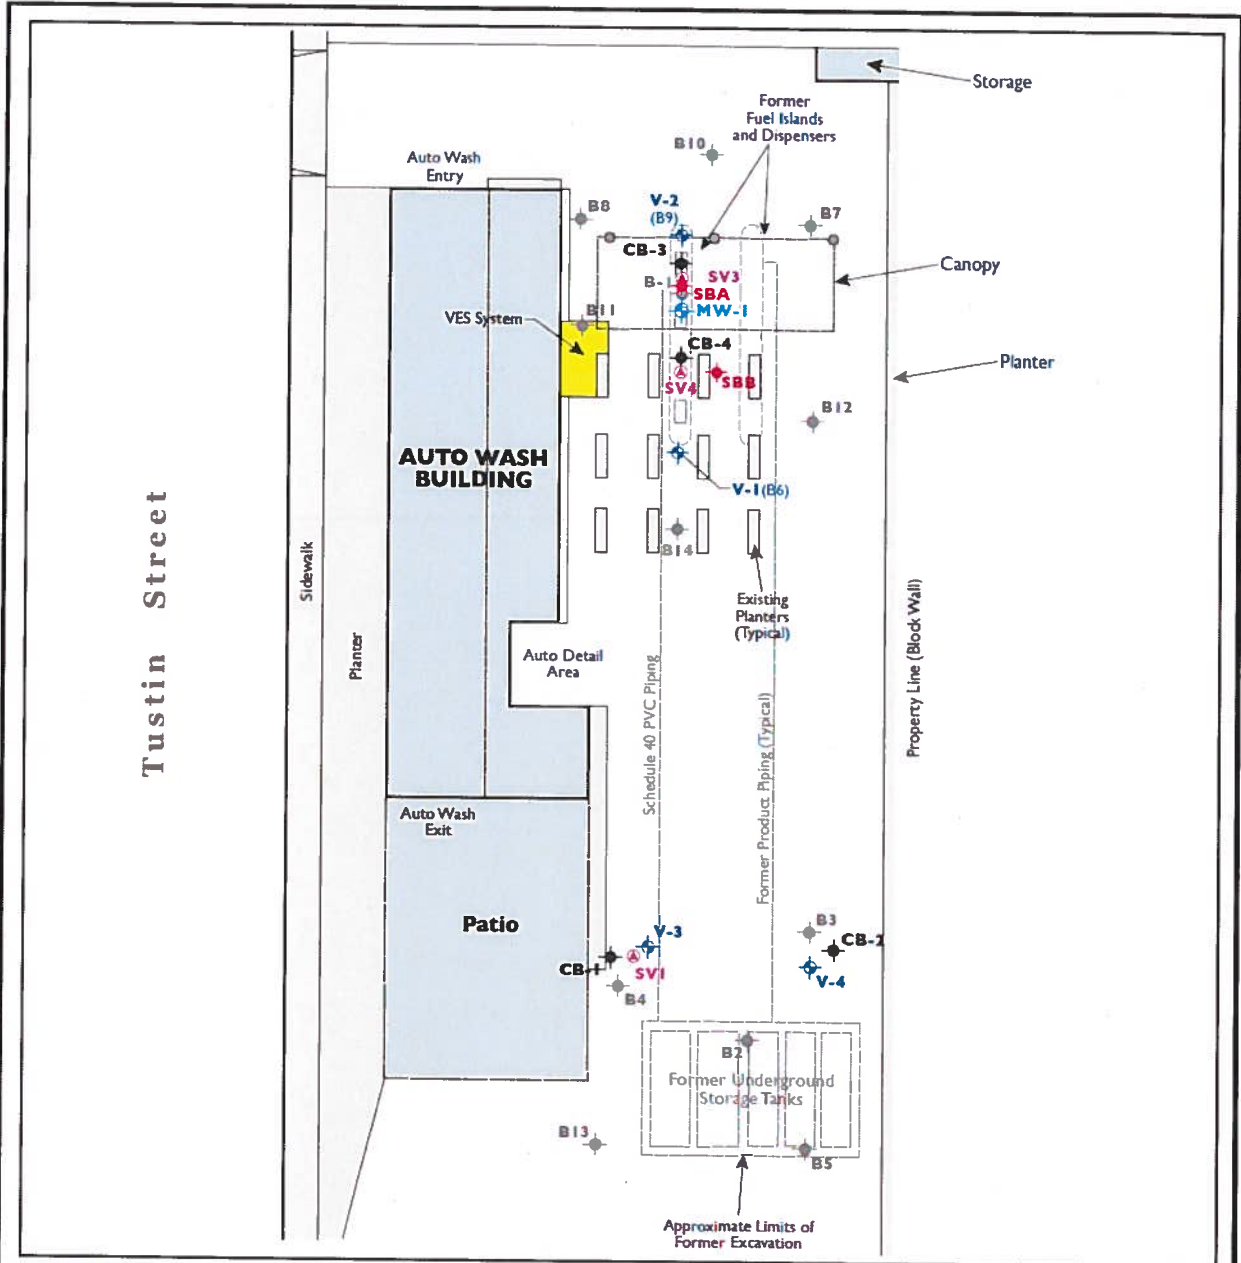 Storage
Former
Fuel Islands
and Dispensers
B10
Auto Wash
Entry
V-2
(B9)
B8
B7
CB-3
Canopy
SV3
B-1
SBA
MW-1
B11
VES System
CB-4
Planter
SV4
SBB
B12
AUTO WASH
BUILDING
V-1(B6)
B14
Tustin Street
Sidewalk
Planter
Existing
Planters
(Typical)
Auto Detail
Area
Property Line (Block Wall)
Schedule 40 PVC Piping
Former Product Piping (Typical)
Auto Wash
Exit
Patio
V-3
B3
CB-2
CB-1
SV1
V-4
B4
B2
Former Underground
Storage Tanks
B13
B5
Approximate Limits of
Former Excavation